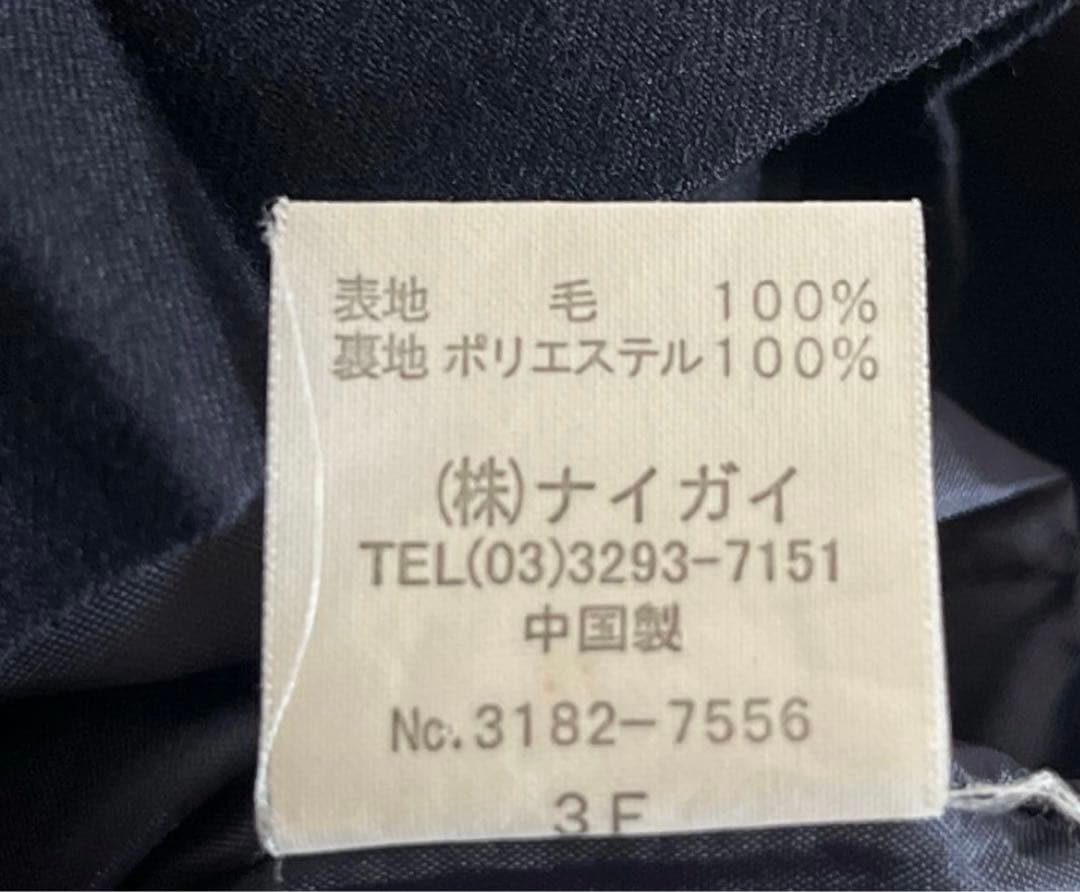 表地 毛 100%
裏地 ポリエステル100%
(株)ナイガイ
TEL(03)3293-7151
中国製
No.3182-7556